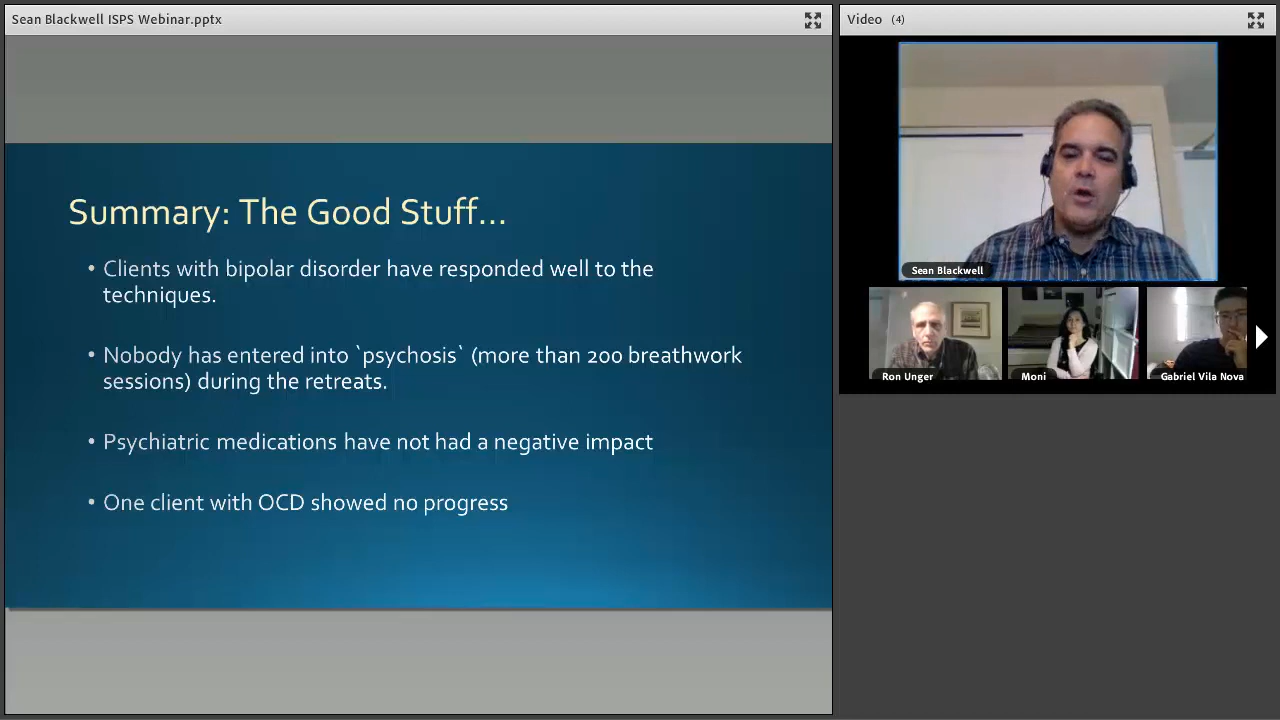 Sean Blackwell ISPS Webinar.pptx
Video (4)
Summary: The Good Stuff...
• Clients with bipolar disorder have responded well to the
techniques.
• Nobody has entered into `psychosis` (more than 200 breathwork
sessions) during the retreats.
• Psychiatric medications have not had a negative impact
• One client with OCD showed no progress
Sean Blackwell
Ron Unger
Moni
Gabriel Vila Nova